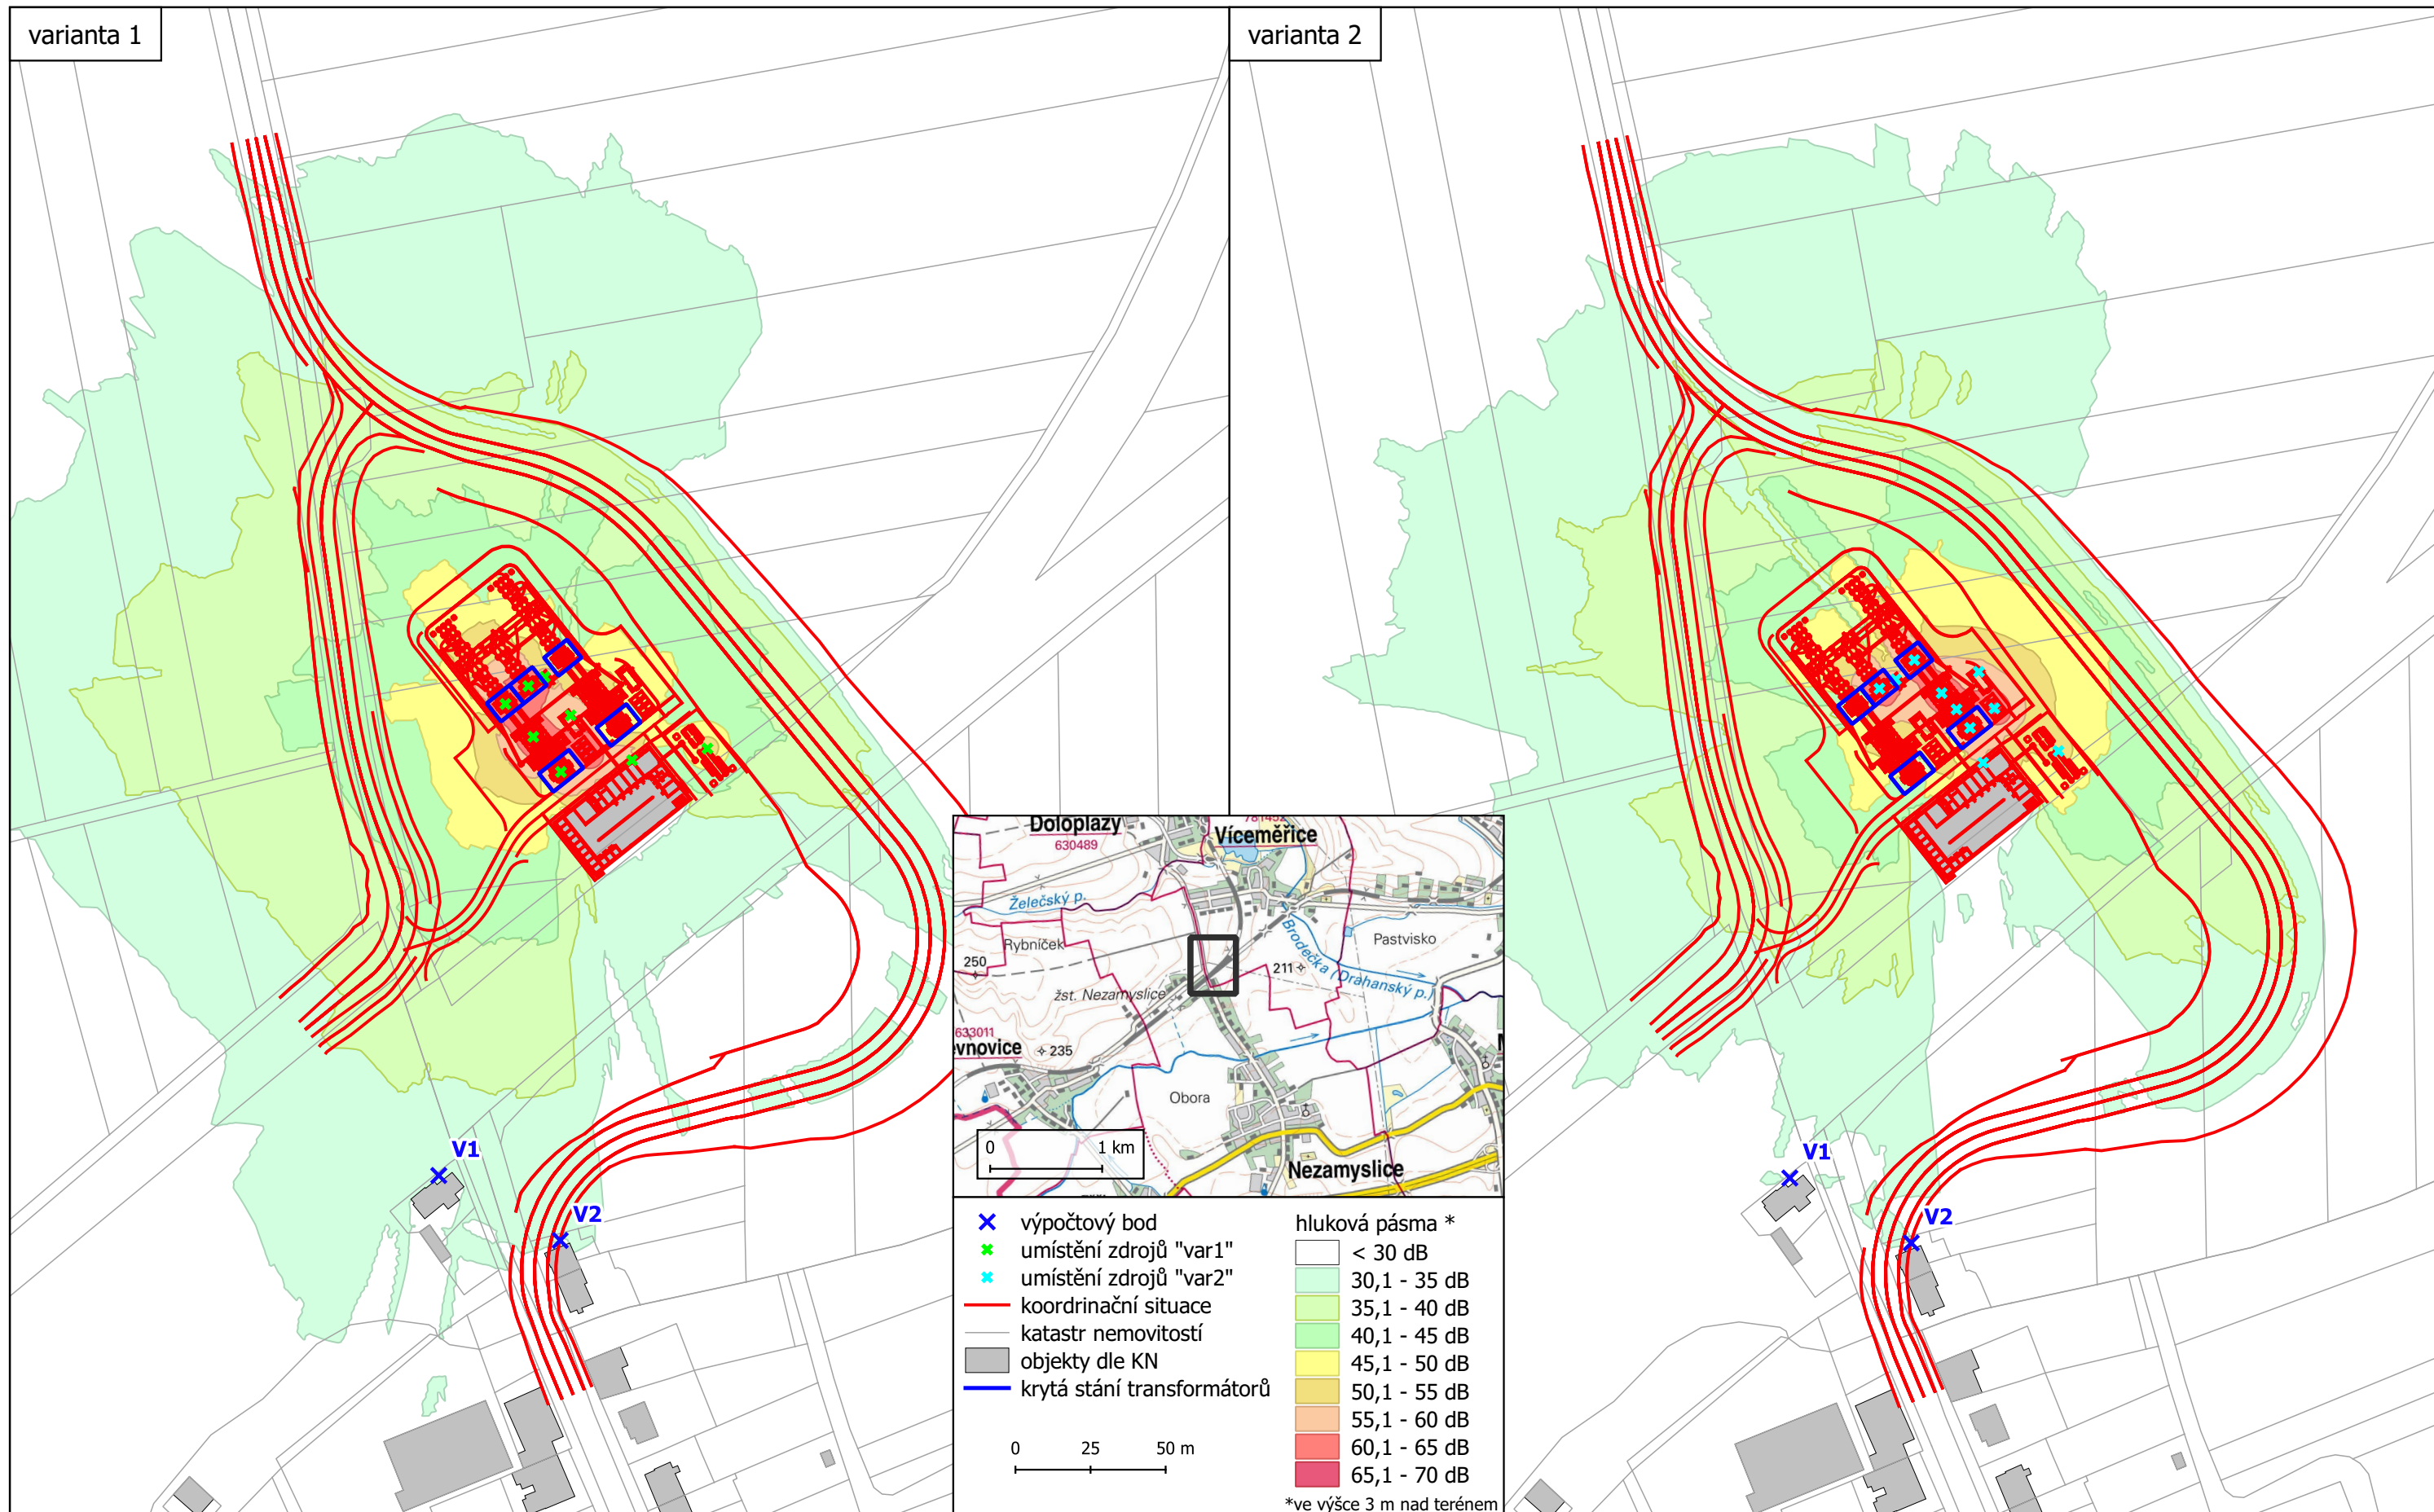 varianta 1
varianta 2
V1
V2
V1
V2
Doloplazy
630489
Víceměřice
Želečský p.
Rybníček
250
žst. Nezamyslice
Brodečka (Drahanský p.)
Pastvisko
211
633011
evnovice
235
Obora
Nezamyslice
0 1 km
výpočtový bod
umístění zdrojů "var1"
umístění zdrojů "var2"
koordrinační situace
katastr nemovitostí
objekty dle KN
krytá stání transformátorů
0 25 50 m
hluková pásma *
< 30 dB
30,1 - 35 dB
35,1 - 40 dB
40,1 - 45 dB
45,1 - 50 dB
50,1 - 55 dB
55,1 - 60 dB
60,1 - 65 dB
65,1 - 70 dB
*ve výšce 3 m nad terénem